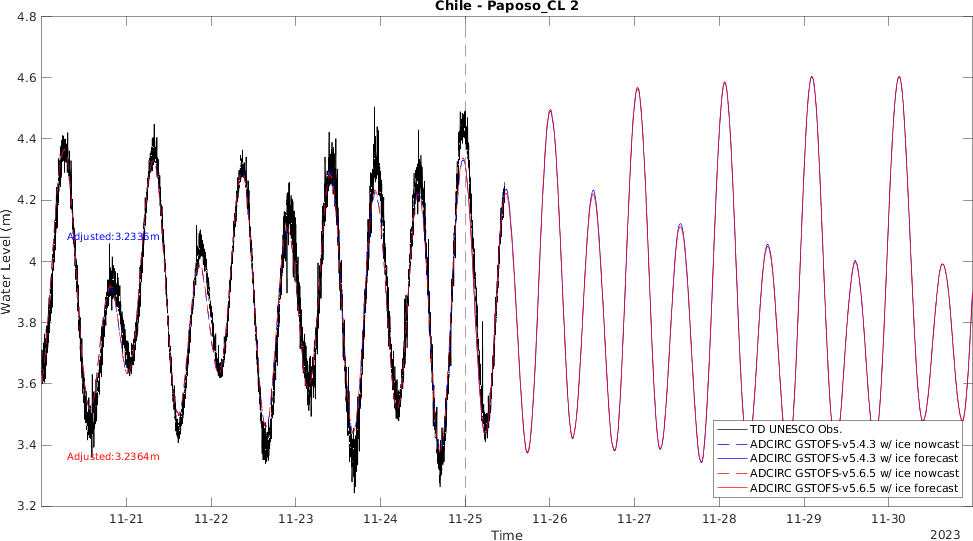 Chile - Paposo_CL 2
4.8
4.6
4.4
4.2
4
3.8
3.6
3.4
3.2
Water Level (m)
Adjusted:3.2336m
Adjusted:3.2364m
TD UNESCO Obs.
ADCIRC GSTOFS-v5.4.3 w/ ice nowcast
ADCIRC GSTOFS-v5.4.3 w/ ice forecast
ADCIRC GSTOFS-v5.6.5 w/ ice nowcast
ADCIRC GSTOFS-v5.6.5 w/ ice forecast
11-21 11-22 11-23 11-24 11-25 11-26 11-27 11-28 11-29 11-30
Time
2023